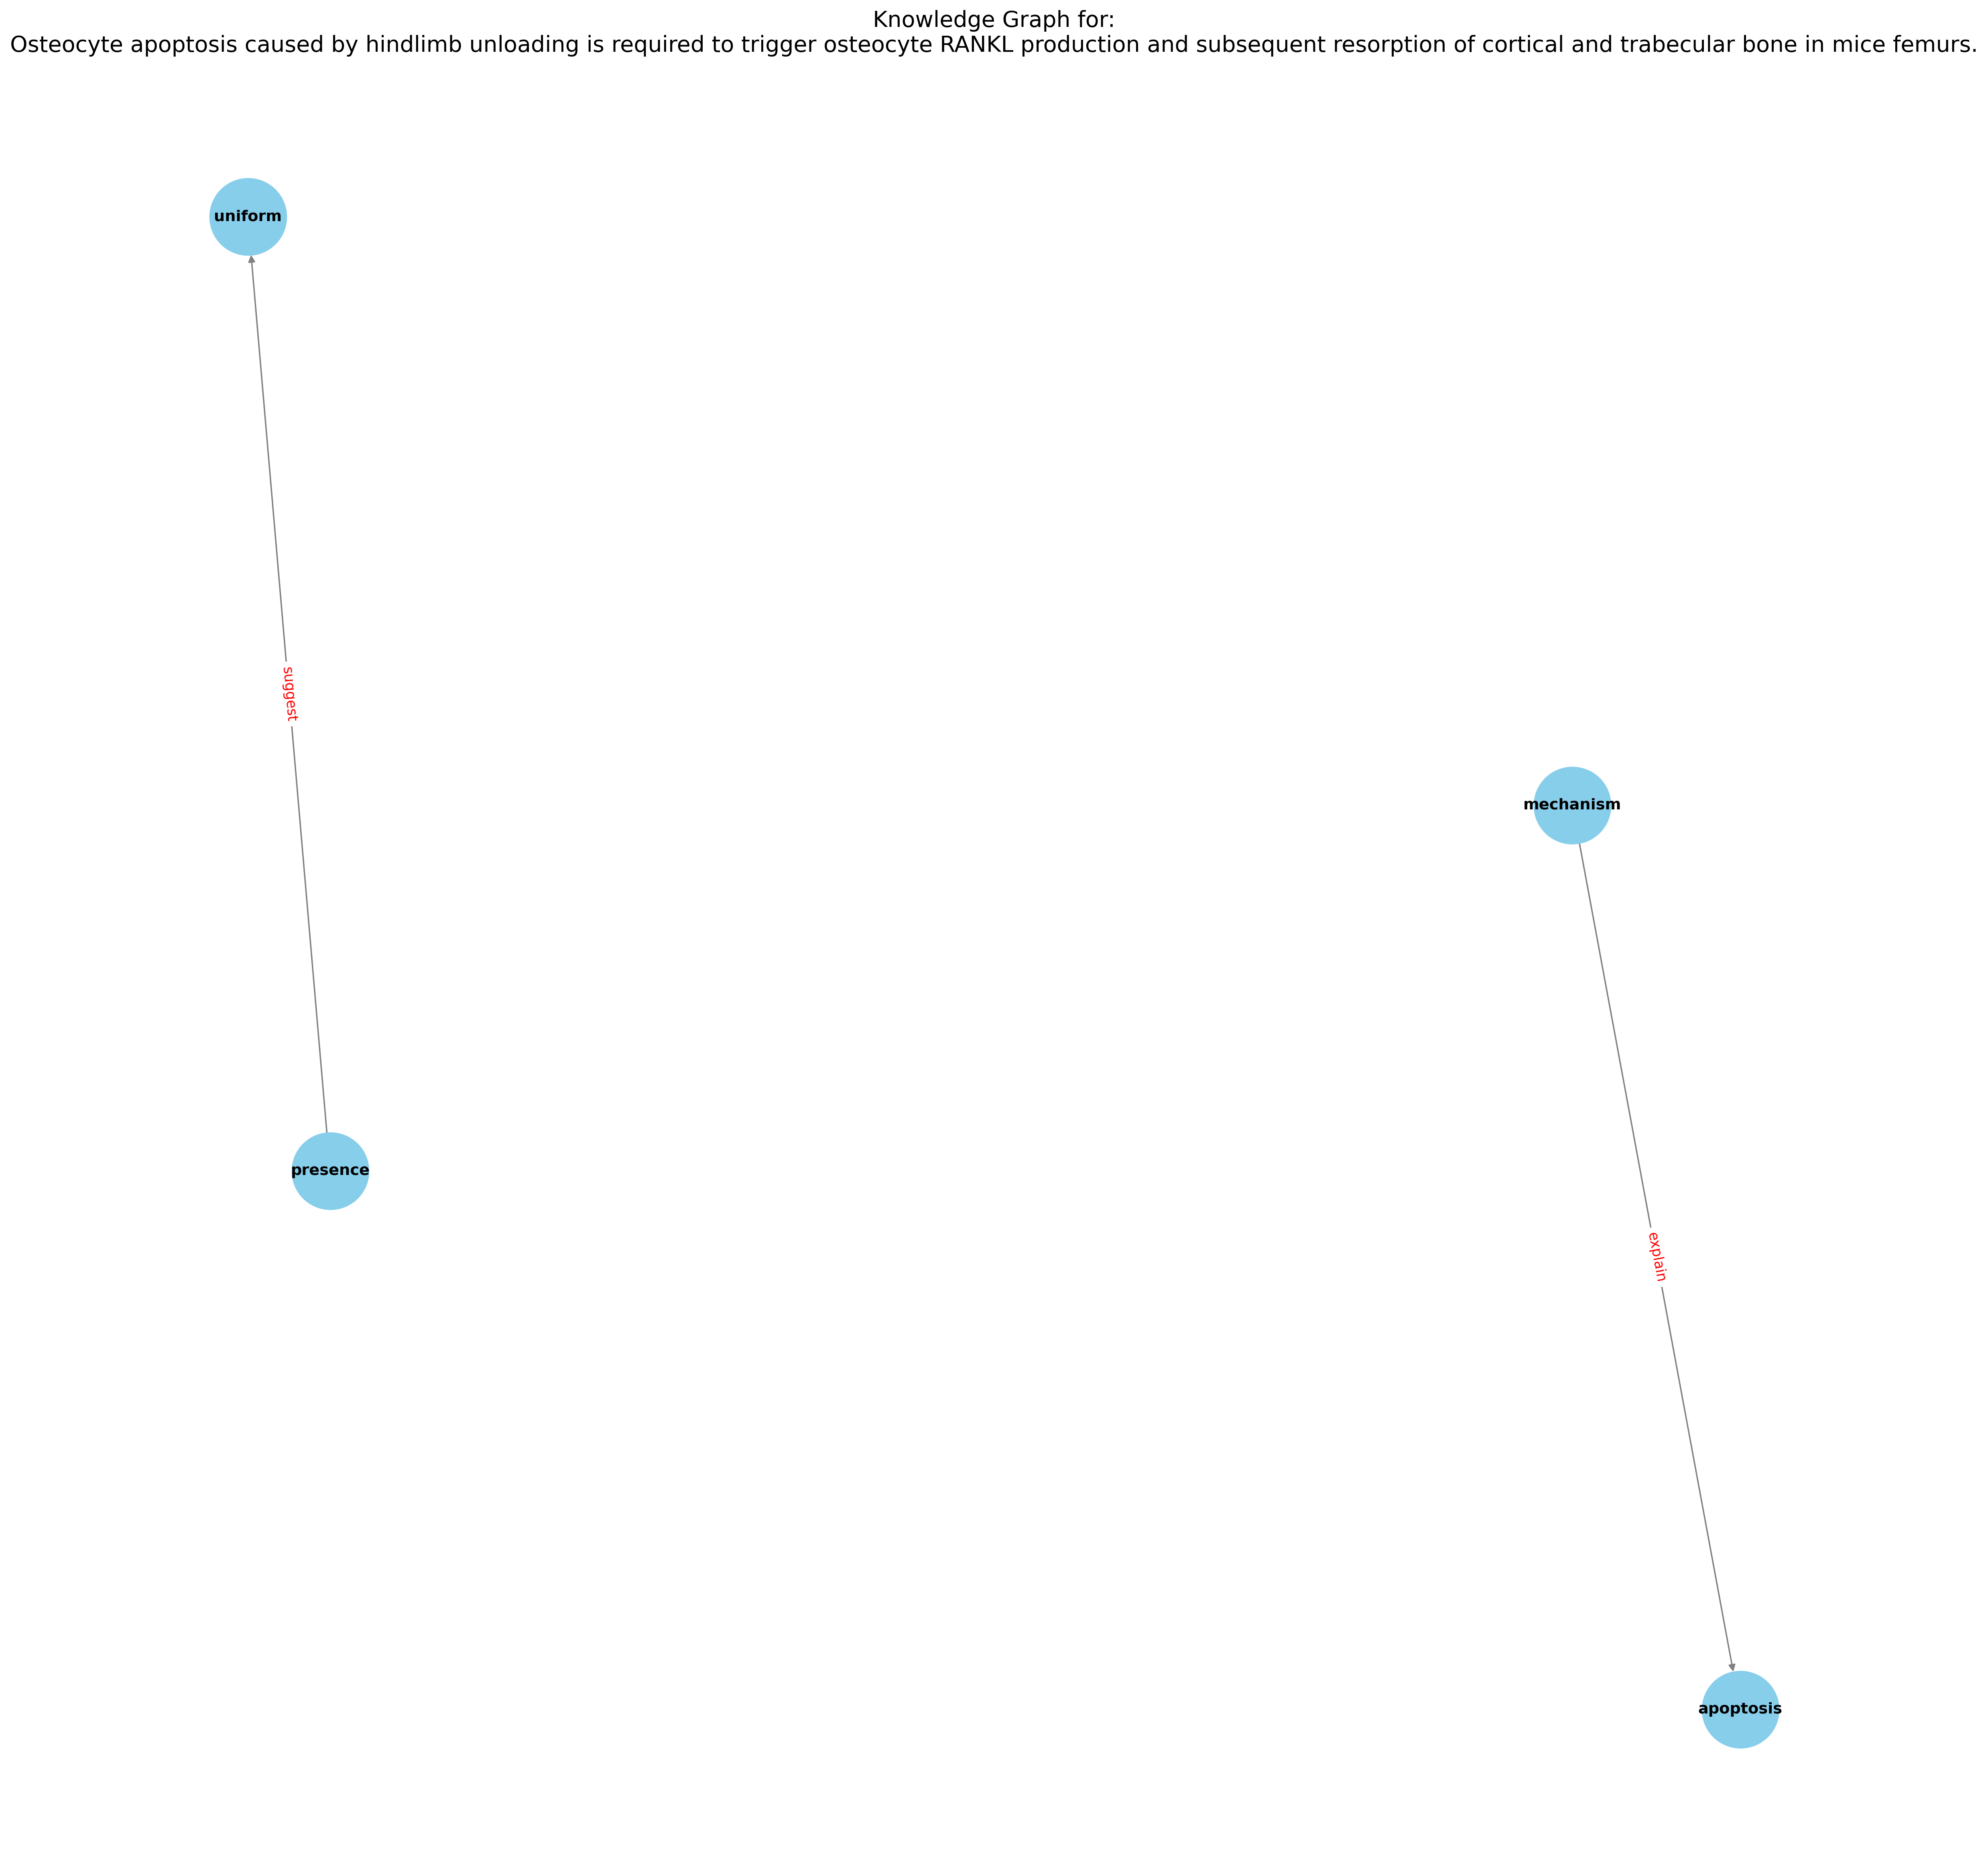 Knowledge Graph for:
Osteocyte apoptosis caused by hindlimb unloading is required to trigger osteocyte RANKL production and subsequent resorption of cortical and trabecular bone in mice femurs.
uniform
suggest
mechanism
presence
explain
apoptosis